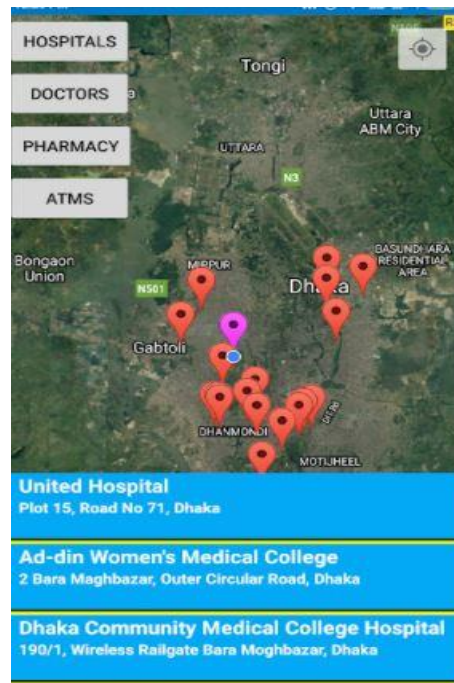 HOSPITALS
DOCTORS
PHARMACY
ATMS
Tongi
Uttara
ABM City
UTTARA
N3
BASUNDHARA
RESIDENTIAL
AREA
Bongaon
Union
MIRPUR
N501
Dhaka
Gabtoli
DHANMONDI
MOTIJHEEL
United Hospital
Plot 15, Road No 71, Dhaka
Ad-din Women's Medical College
2 Bara Maghbazar, Outer Circular Road, Dhaka
Dhaka Community Medical College Hospital
190/1, Wireless Railgate Bara Moghbazar, Dhaka